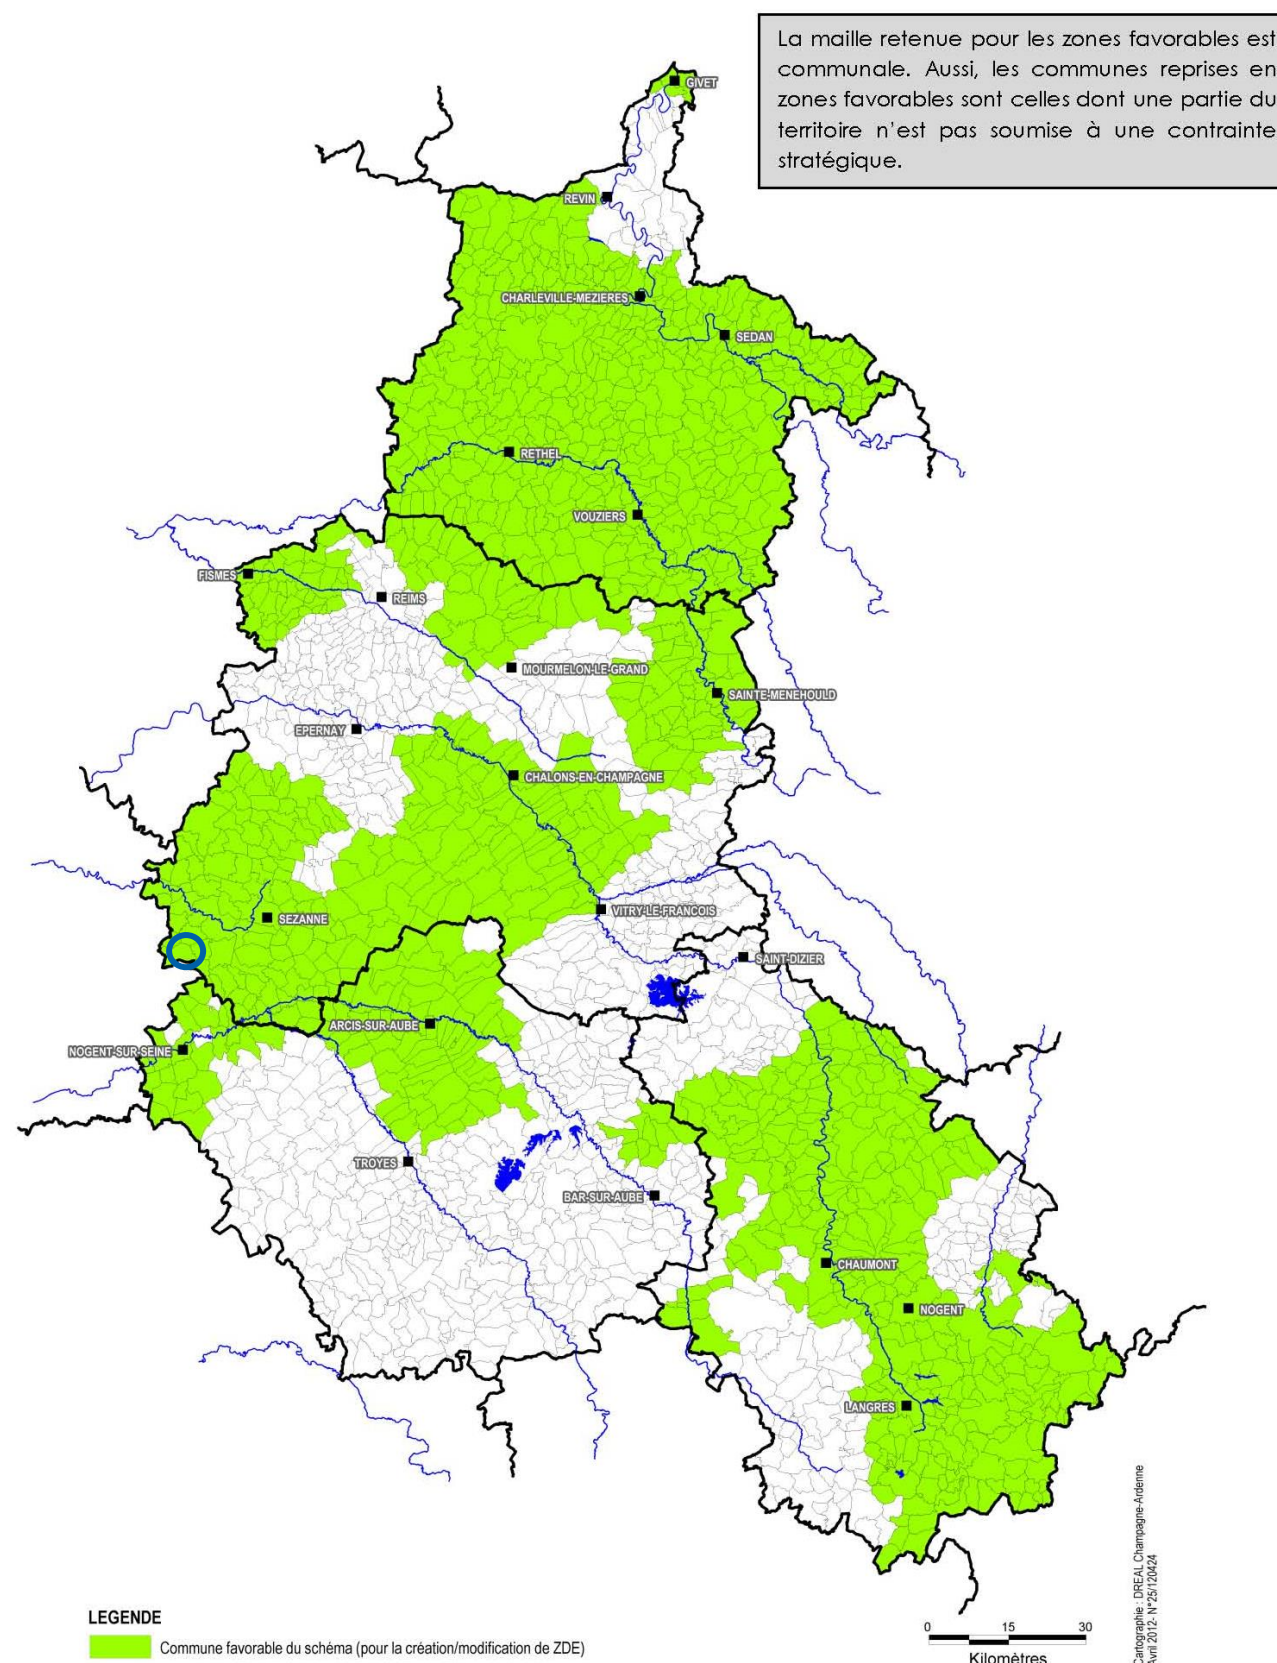 La maille retenue pour les zones favorables est
communale. Aussi, les communes reprises en
zones favorables sont celles dont une partie du
territoire n'est pas soumise à une contrainte
stratégique.
GIVET
REVIN
CHARLEVILLE-MEZIERES
SEDAN
RETHEL
VOUZIERS
FISMES
REIMS
MOURMELON-LE-GRAND
SAINTE-MENEHOULD
EPERNAY
CHALONS-EN-CHAMPAGNE
SEZANNE
VITRY-LE-FRANCOIS
SAINT-DIZIER
ARCIS-SUR-AUBE
NOGENT-SUR-SEINE
TROYES
BAR-SUR-AUBE
CHAUMONT
NOGENT
LANGRES
LEGENDE
Commune favorable du schéma (pour la création/modification de ZDE)
0 15 30
Kilomètres
Cartographie : DREAL Champagne-Ardenne
Avril 2012- N°25/120424